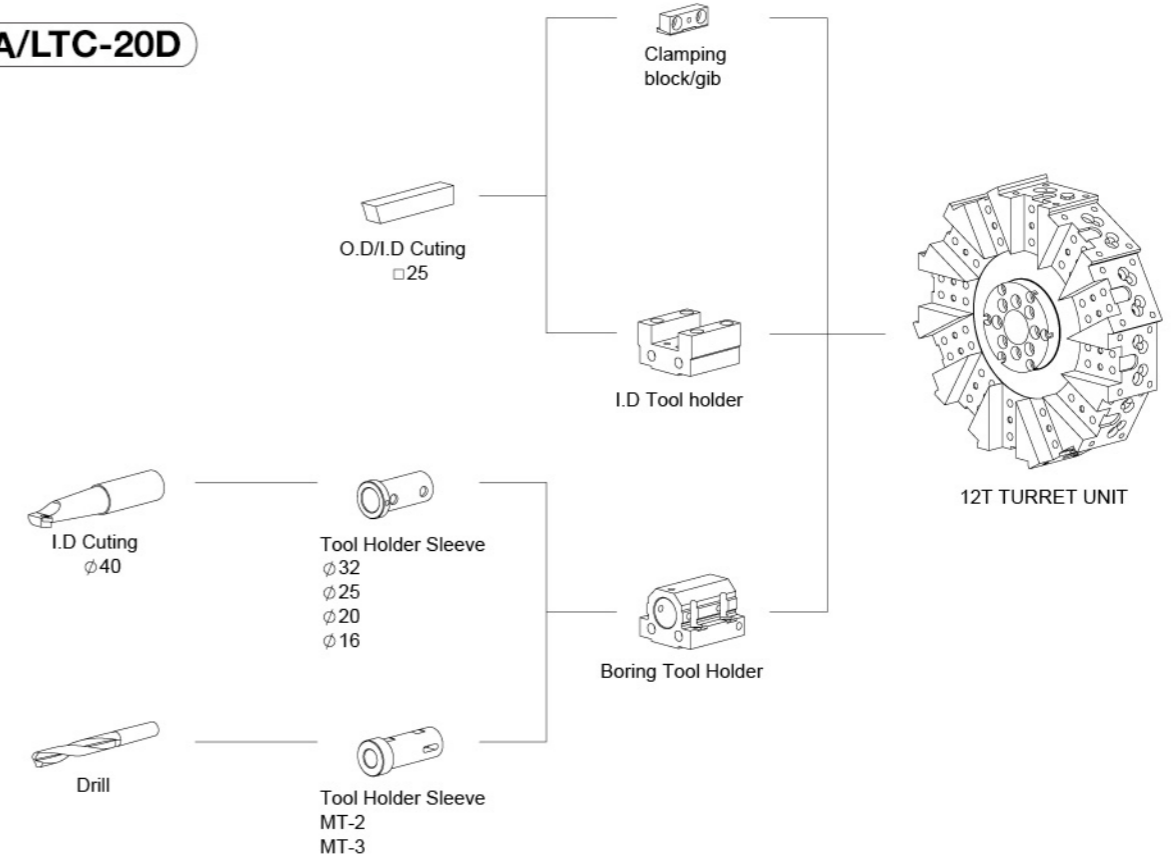 A/LTC-20D
Clamping
block/gib
O.D/I.D Cuting
□25
I.D Tool holder
12T TURRET UNIT
I.D Cuting
⌀40
Tool Holder Sleeve
⌀32
⌀25
⌀20
⌀16
Boring Tool Holder
Drill
Tool Holder Sleeve
MT-2
MT-3